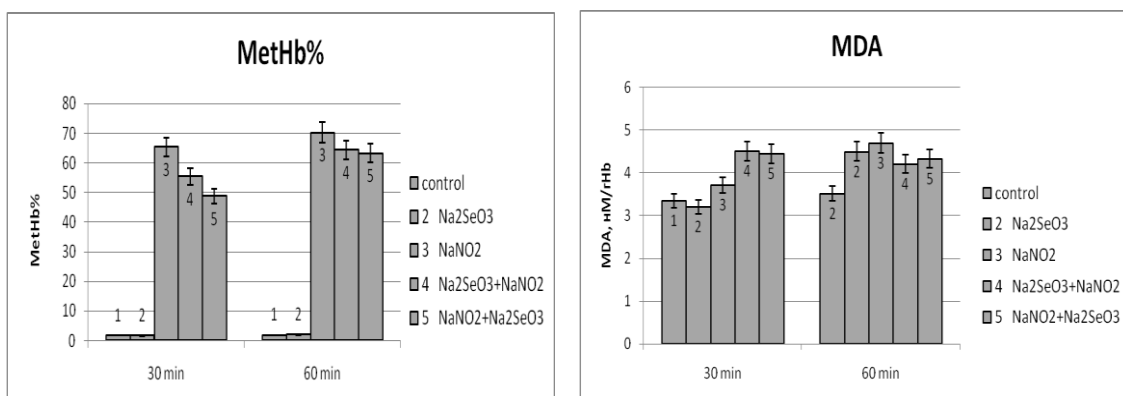 MetHb%
MetHb%
80
70
60
50
40
30
20
10
0
1 2 3 4 5
1 2 3 4 5
30 min 60 min
control
2 Na2SeO3
3 NaNO2
4 Na2SeO3+NaNO2
5 NaNO2+Na2SeO3
MDA
MDA, нM/гHb
6
5
4
3
2
1
0
1 2 3 4 5
2 2 3 4 5
30 min 60 min
control
2 Na2SeO3
3 NaNO2
4 Na2SeO3+NaNO2
5 NaNO2+Na2SeO3